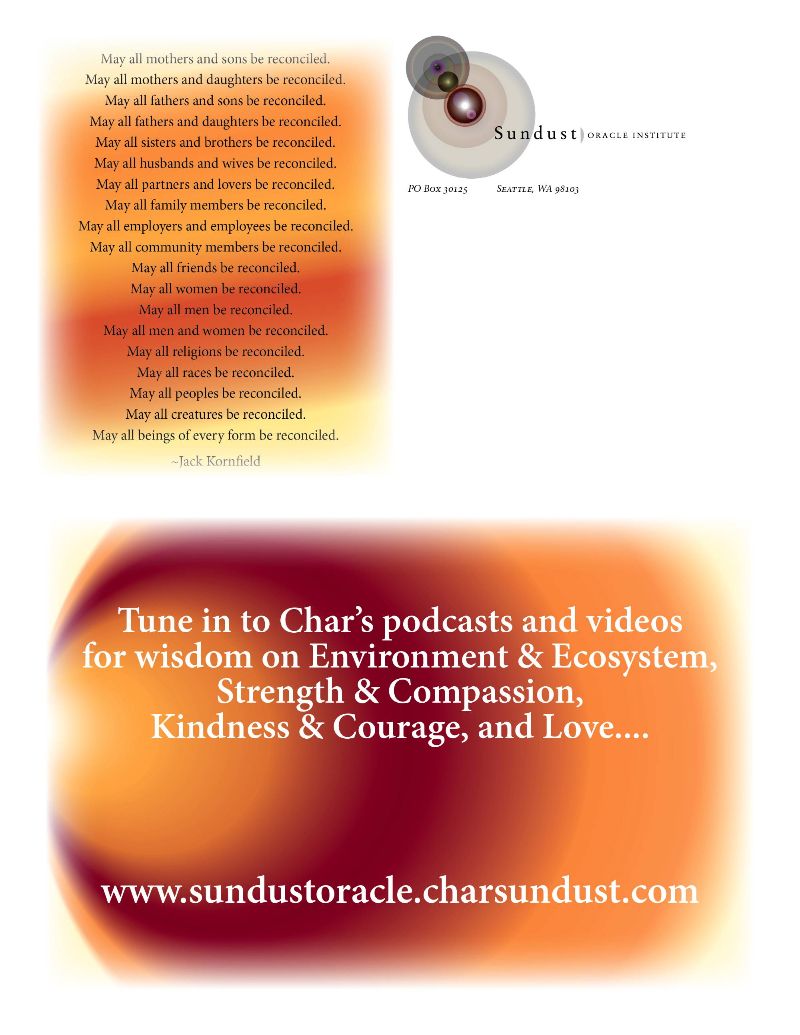 May all mothers and sons be reconciled.
May all mothers and daughters be reconciled.
May all fathers and sons be reconciled.
May all fathers and daughters be reconciled.
May all sisters and brothers be reconciled.
May all husbands and wives be reconciled.
May all partners and lovers be reconciled.
May all family members be reconciled.
May all employers and employees be reconciled.
May all community members be reconciled.
May all friends be reconciled.
May all women be reconciled.
May all men be reconciled.
May all men and women be reconciled.
May all religions be reconciled.
May all races be reconciled.
May all peoples be reconciled.
May all creatures be reconciled.
May all beings of every form be reconciled.
~Jack Kornfield
Sundust) ORACLE INSTITUTE
PO Box 30125 Seattle, WA 98103
Tune in to Char’s podcasts and videos
for wisdom on Environment & Ecosystem,
Strength & Compassion,
Kindness & Courage, and Love....
www.sundustoracle.charsundust.com